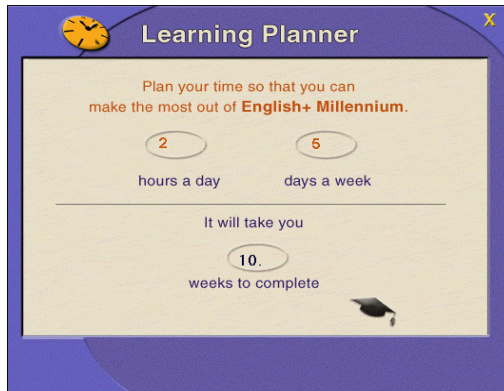 Learning Planner
X
Plan your time so that you can
make the most out of English+ Millennium.
2 5
hours a day days a week
It will take you
10.
weeks to complete